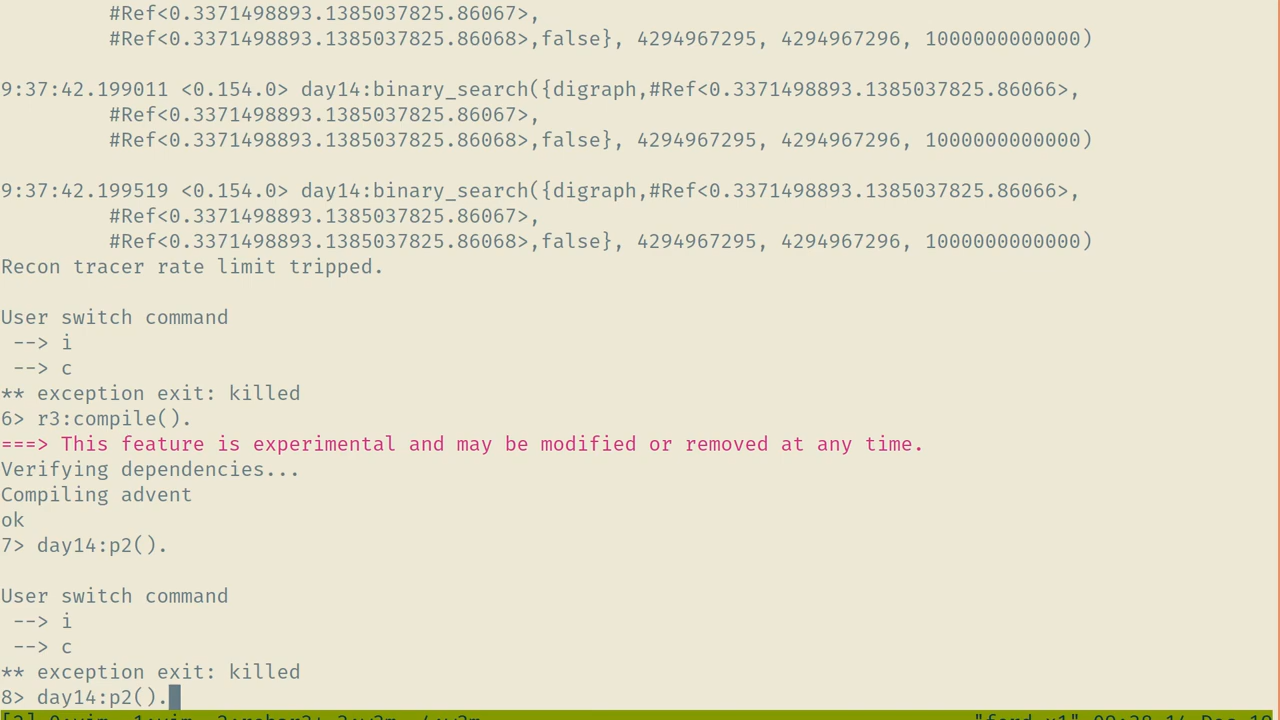 #Ref<0.3371498893.1385037825.86067>,
#Ref<0.3371498893.1385037825.86068>,false}, 4294967295, 4294967296, 1000000000000)
9:37:42.199011 <0.154.0> day14:binary_search({digraph,#Ref<0.3371498893.1385037825.86066>,
#Ref<0.3371498893.1385037825.86067>,
#Ref<0.3371498893.1385037825.86068>,false}, 4294967295, 4294967296, 1000000000000)
9:37:42.199519 <0.154.0> day14:binary_search({digraph,#Ref<0.3371498893.1385037825.86066>,
#Ref<0.3371498893.1385037825.86067>,
#Ref<0.3371498893.1385037825.86068>,false}, 4294967295, 4294967296, 1000000000000)
Recon tracer rate limit tripped.
User switch command
--> i
--> c
** exception exit: killed
6> r3:compile().
===> This feature is experimental and may be modified or removed at any time.
Verifying dependencies...
Compiling advent
ok
7> day14:p2().
User switch command
--> i
--> c
** exception exit: killed
8> day14:p2().